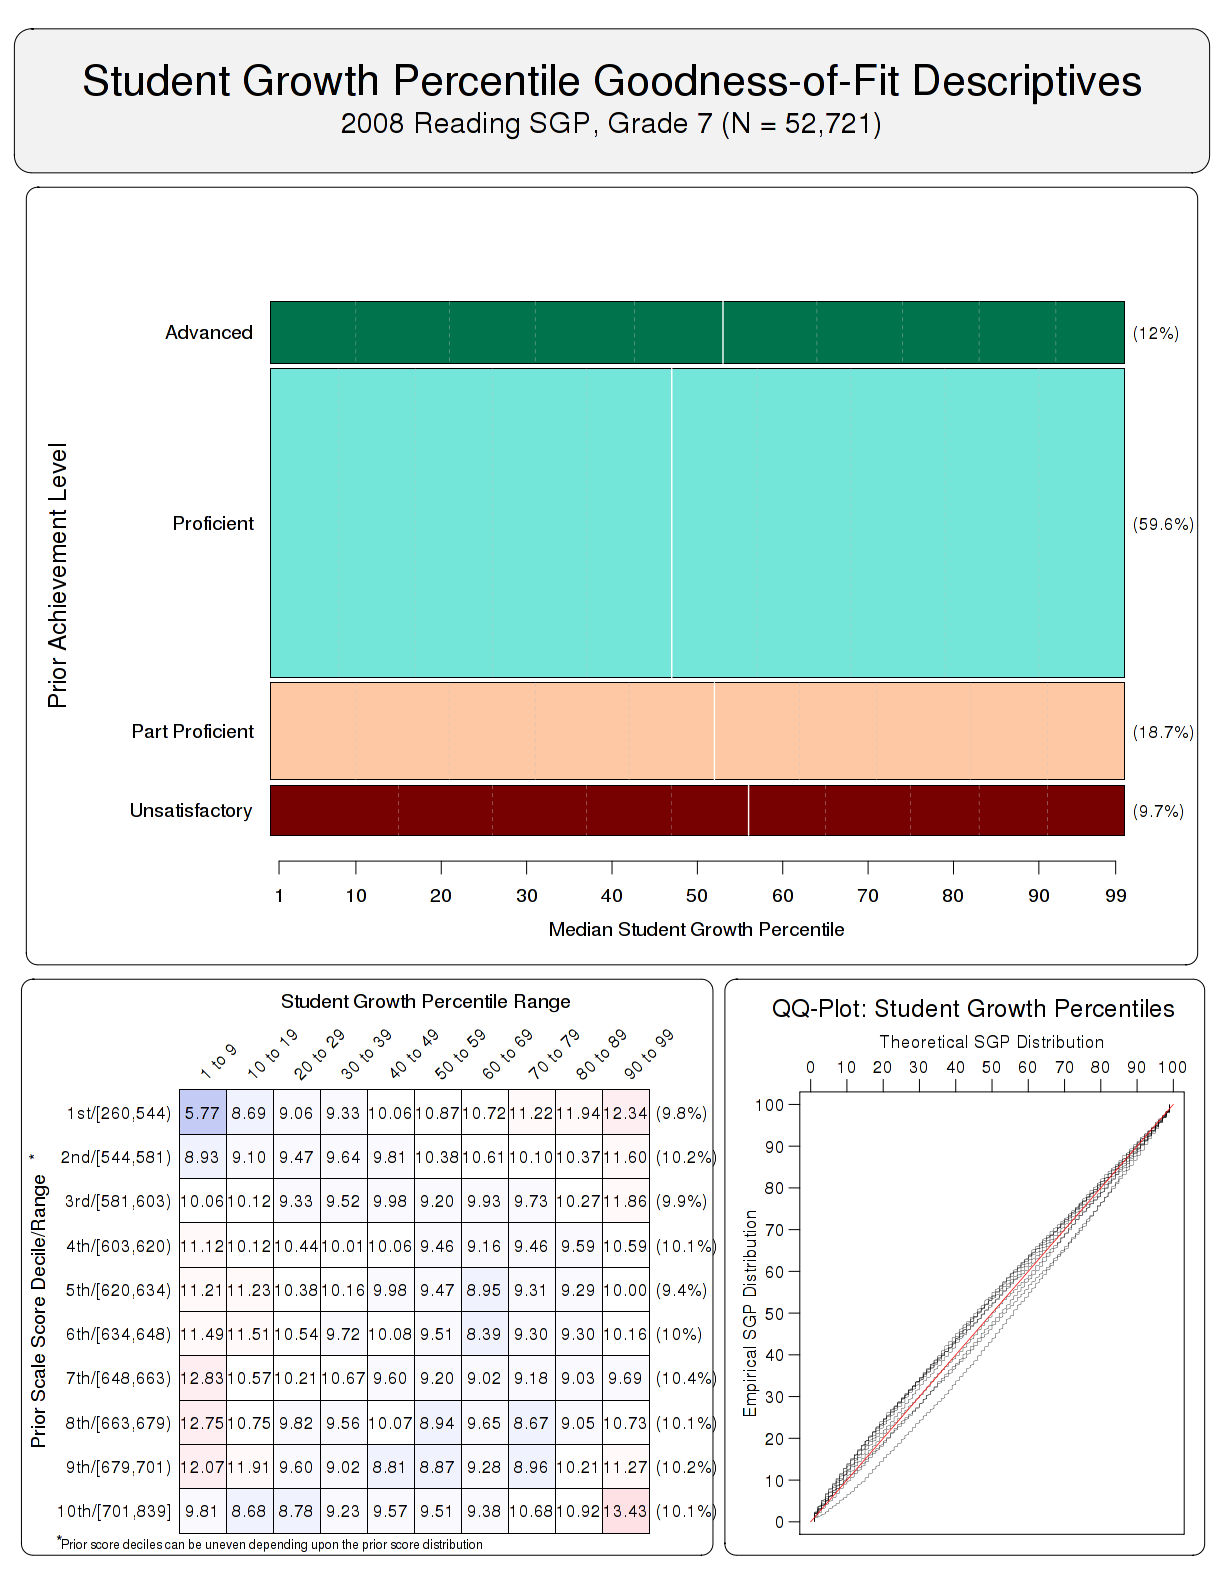 Student Growth Percentile Goodness-of-Fit Descriptives
2008 Reading SGP, Grade 7 (N = 52,721)
Prior Achievement Level
Advanced (12%)
Proficient (59.6%)
Part Proficient (18.7%)
Unsatisfactory (9.7%)
1 10 20 30 40 50 60 70 80 90 99
Median Student Growth Percentile
Student Growth Percentile Range
1 to 9 10 to 19 20 to 29 30 to 39 40 to 49 50 to 59 60 to 69 70 to 79 80 to 89 90 to 99
Prior Scale Score Decile/Range *
1st/[260,544) 5.77 8.69 9.06 9.33 10.06 10.87 10.72 11.22 11.94 12.34 (9.8%)
2nd/[544,581) 8.93 9.10 9.47 9.64 9.81 10.38 10.61 10.10 10.37 11.60 (10.2%)
3rd/[581,603) 10.06 10.12 9.33 9.52 9.98 9.20 9.93 9.73 10.27 11.86 (9.9%)
4th/[603,620) 11.12 10.12 10.44 10.01 10.06 9.46 9.16 9.46 9.59 10.59 (10.1%)
5th/[620,634) 11.21 11.23 10.38 10.16 9.98 9.47 8.95 9.31 9.29 10.00 (9.4%)
6th/[634,648) 11.49 11.51 10.54 9.72 10.08 9.51 8.39 9.30 9.30 10.16 (10%)
7th/[648,663) 12.83 10.57 10.21 10.67 9.60 9.20 9.02 9.18 9.03 9.69 (10.4%)
8th/[663,679) 12.75 10.75 9.82 9.56 10.07 8.94 9.65 8.67 9.05 10.73 (10.1%)
9th/[679,701) 12.07 11.91 9.60 9.02 8.81 8.87 9.28 8.96 10.21 11.27 (10.2%)
10th/[701,839] 9.81 8.68 8.78 9.23 9.57 9.51 9.38 10.68 10.92 13.43 (10.1%)
*Prior score deciles can be uneven depending upon the prior score distribution
QQ-Plot: Student Growth Percentiles
Theoretical SGP Distribution
0 10 20 30 40 50 60 70 80 90 100
Empirical SGP Distribution
100
90
80
70
60
50
40
30
20
10
0